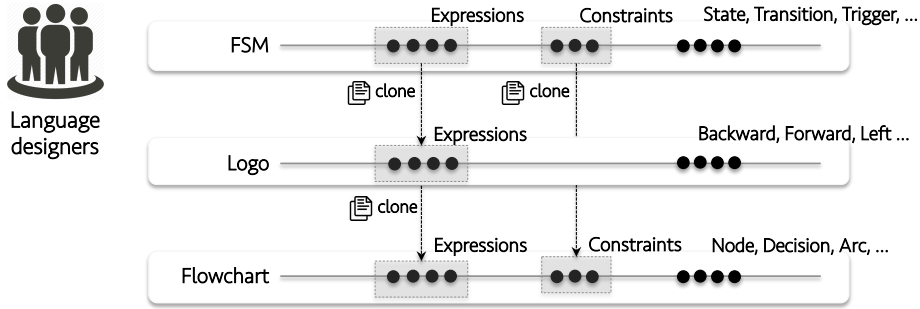 Expressions Constraints State, Transition, Trigger, ...
FSM
clone clone
Language
designers
Expressions Backward, Forward, Left ...
Logo
clone
Expressions Constraints Node, Decision, Arc, ...
Flowchart